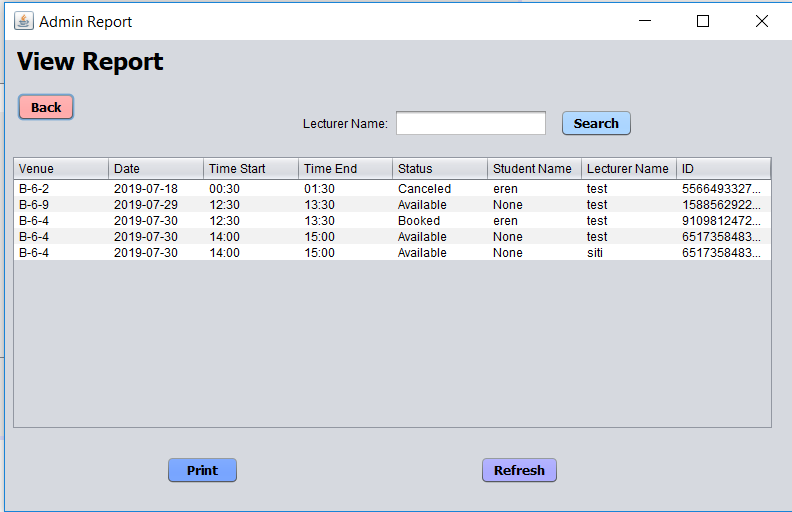 Admin Report
View Report
Back
Lecturer Name: Search
Venue Date Time Start Time End Status Student Name Lecturer Name ID
B-6-2 2019-07-18 00:30 01:30 Canceled eren test 5566493327...
B-6-9 2019-07-29 12:30 13:30 Available None test 1588562922...
B-6-4 2019-07-30 12:30 13:30 Booked eren test 9109812472...
B-6-4 2019-07-30 14:00 15:00 Available None test 6517358483...
B-6-4 2019-07-30 14:00 15:00 Available None siti 6517358483...
Print Refresh